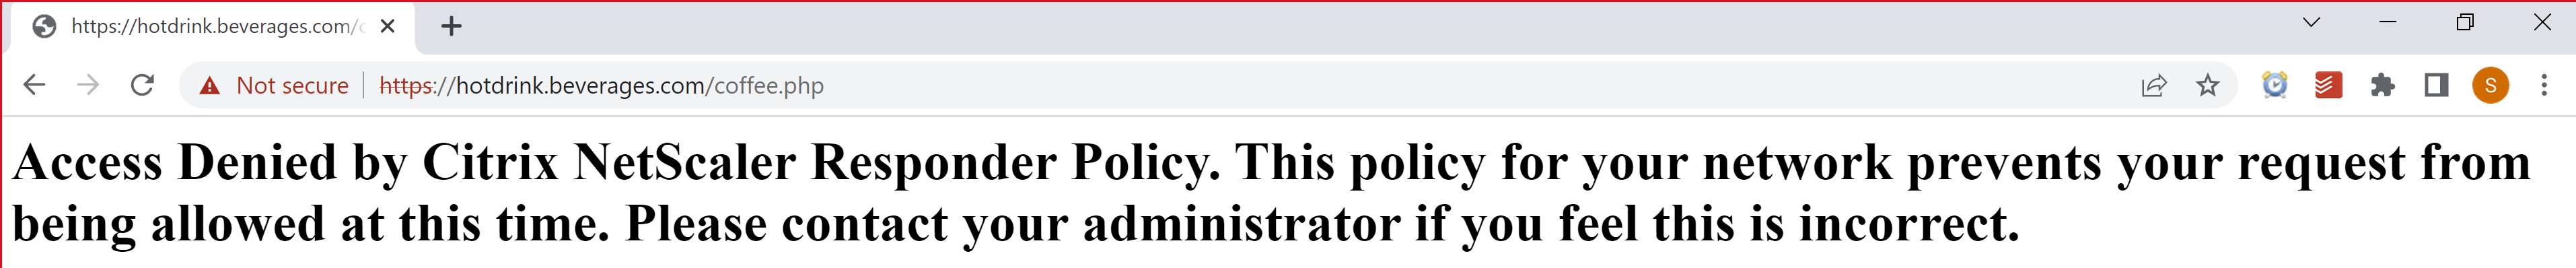 https://hotdrink.beverages.com/c
Not secure https://hotdrink.beverages.com/coffee.php
S
Access Denied by Citrix NetScaler Responder Policy. This policy for your network prevents your request from
being allowed at this time. Please contact your administrator if you feel this is incorrect.